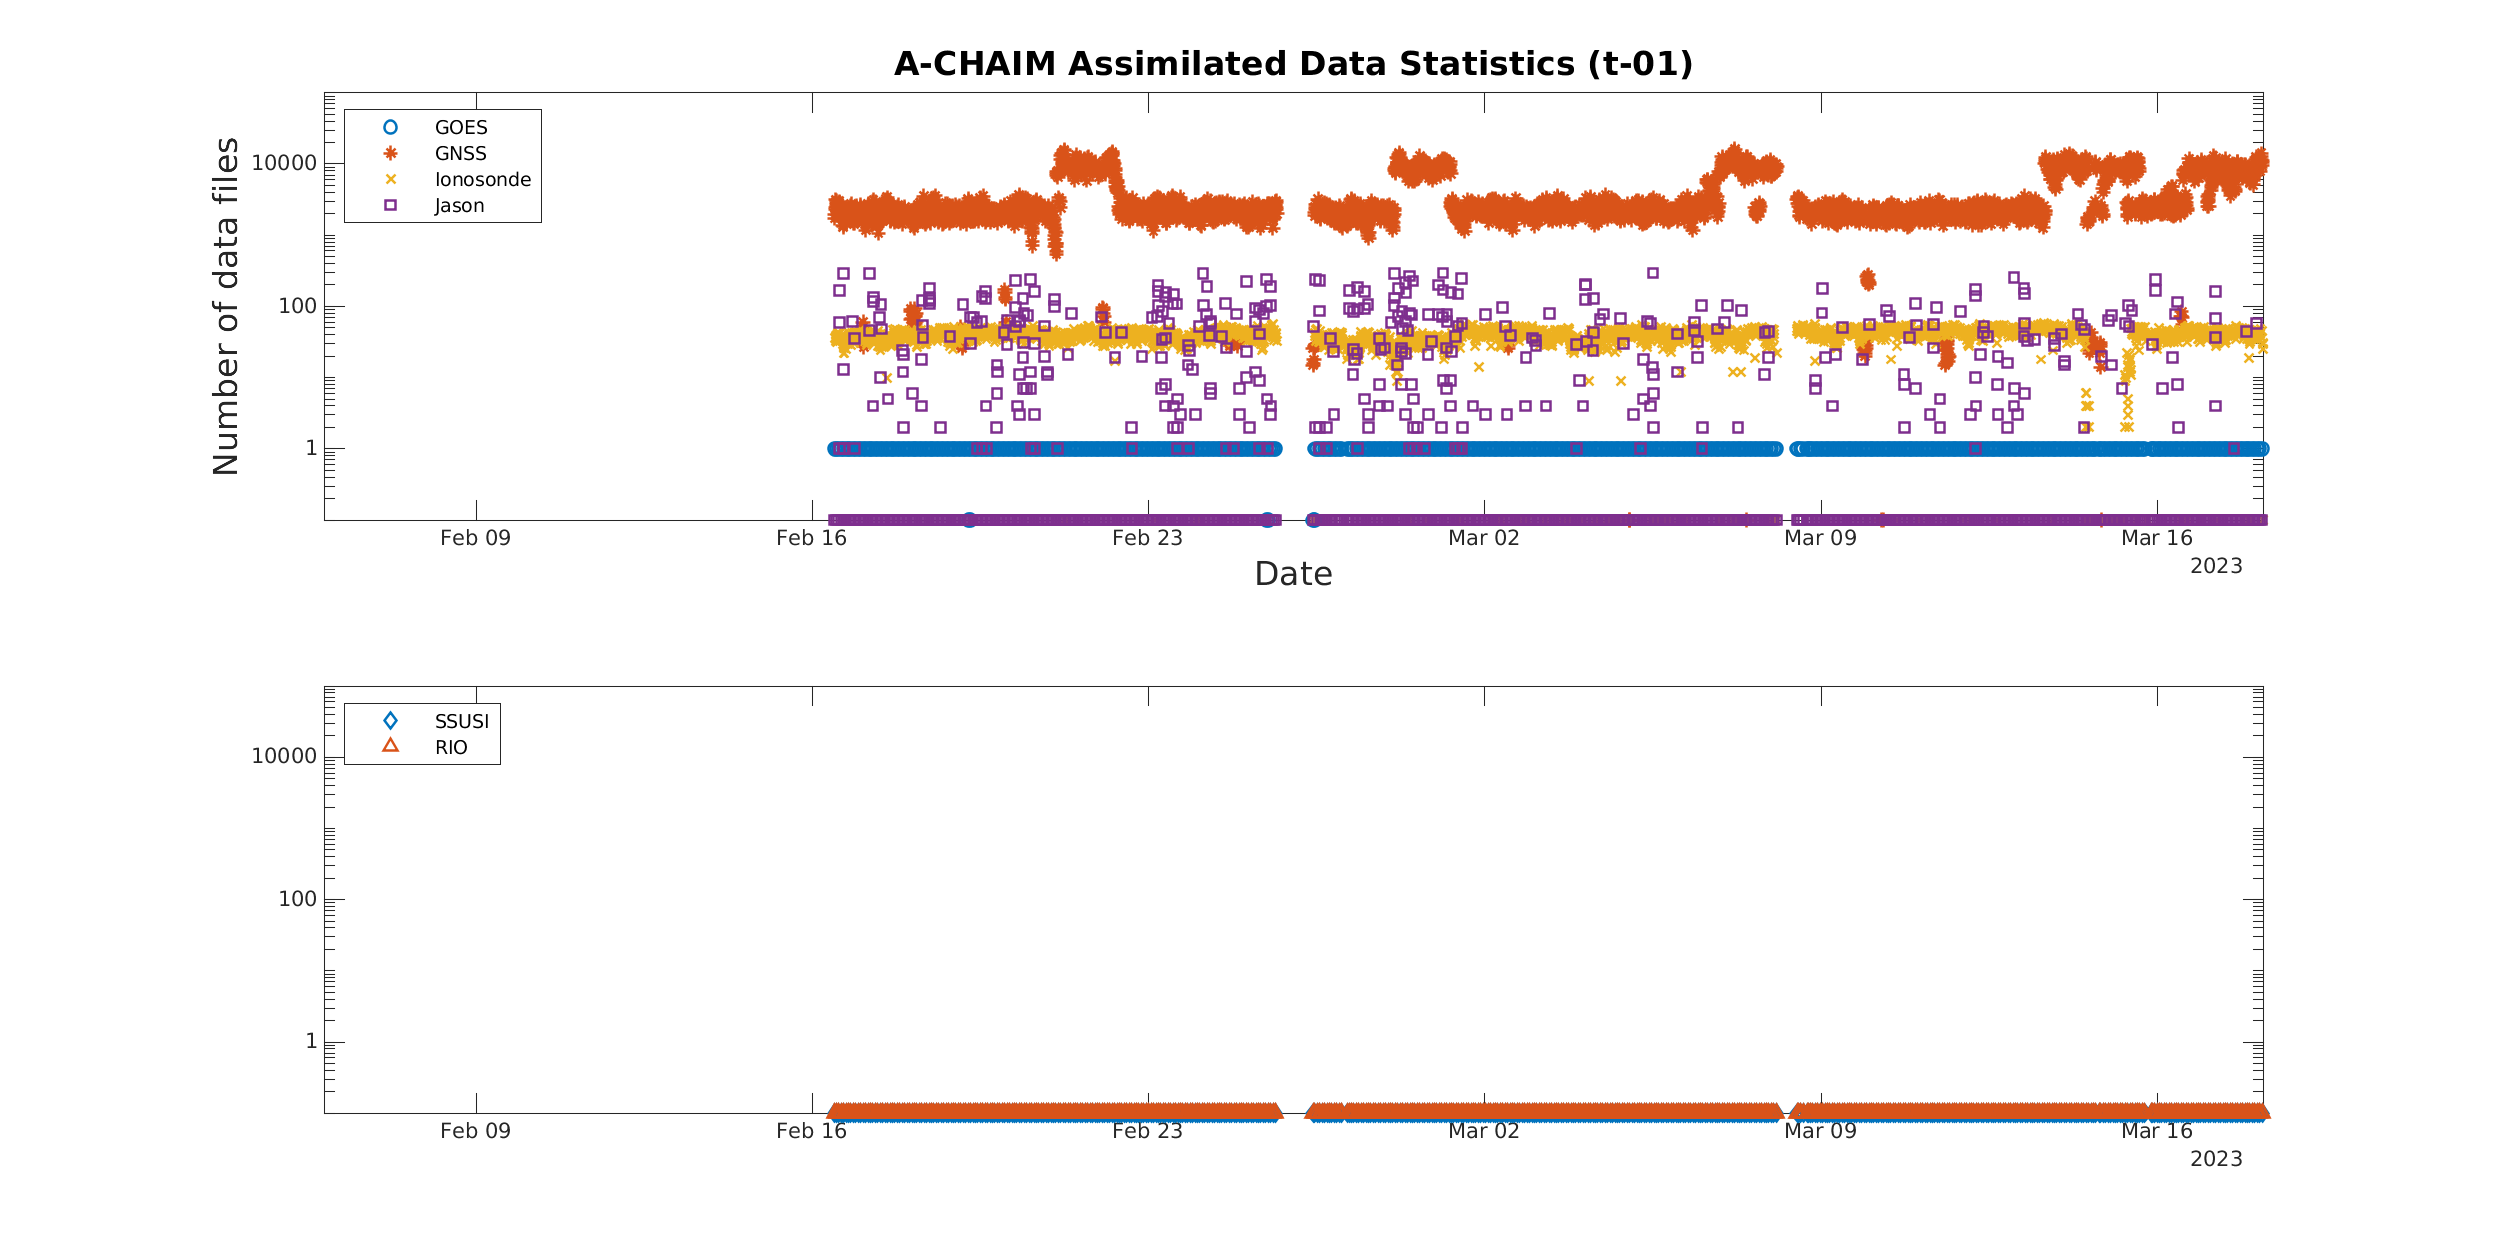 A-CHAIM Assimilated Data Statistics (t-01)
Number of data files
10000
100
1
GOES
GNSS
Ionosonde
Jason
Feb 09 Feb 16 Feb 23 Mar 02 Mar 09 Mar 16
2023
Date
10000
100
1
SSUSI
RIO
Feb 09 Feb 16 Feb 23 Mar 02 Mar 09 Mar 16
2023